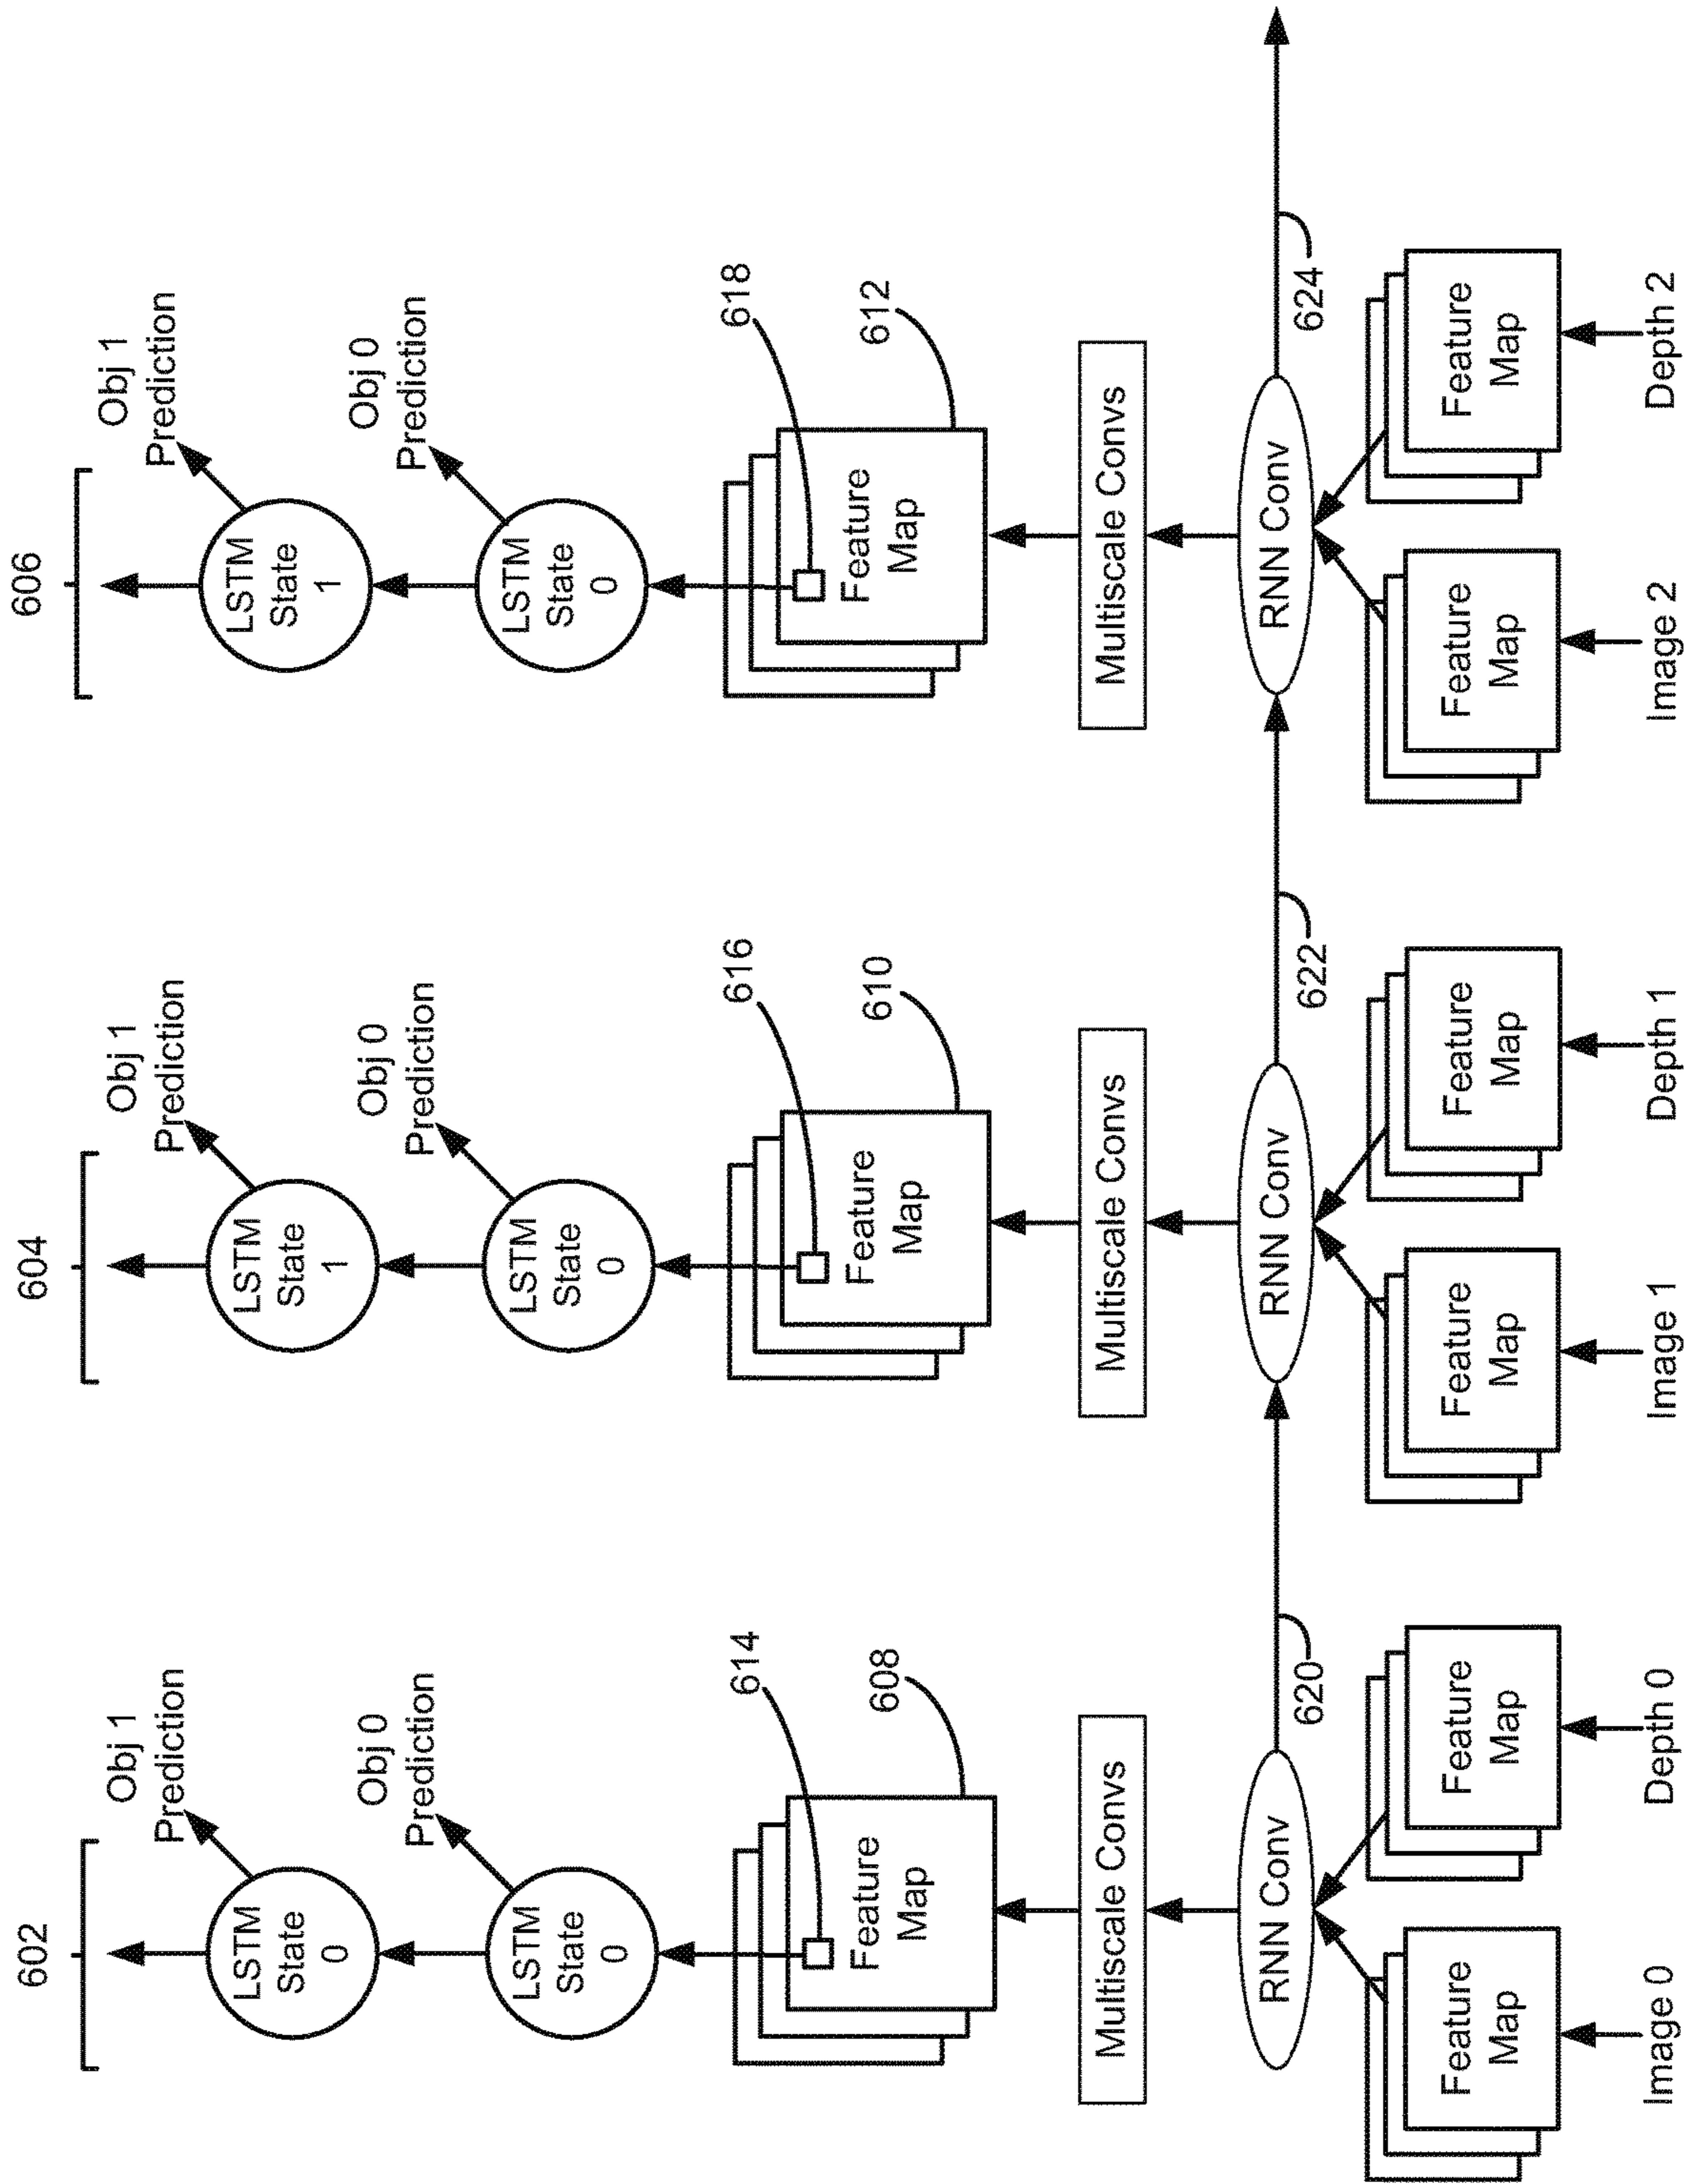 602
604
606
Obj 1
Prediction
Obj 1
Prediction
Obj 1
Prediction
LSTM
State
0
LSTM
State
1
LSTM
State
1
Obj 0
Prediction
Obj 0
Prediction
Obj 0
Prediction
LSTM
State
0
LSTM
State
0
LSTM
State
0
614
616
618
608
610
612
Feature
Map
Feature
Map
Feature
Map
Multiscale Convs
Multiscale Convs
Multiscale Convs
RNN Conv
RNN Conv
RNN Conv
620
622
624
Feature
Map
Feature
Map
Feature
Map
Feature
Map
Feature
Map
Feature
Map
Image 0
Depth 0
Image 1
Depth 1
Image 2
Depth 2